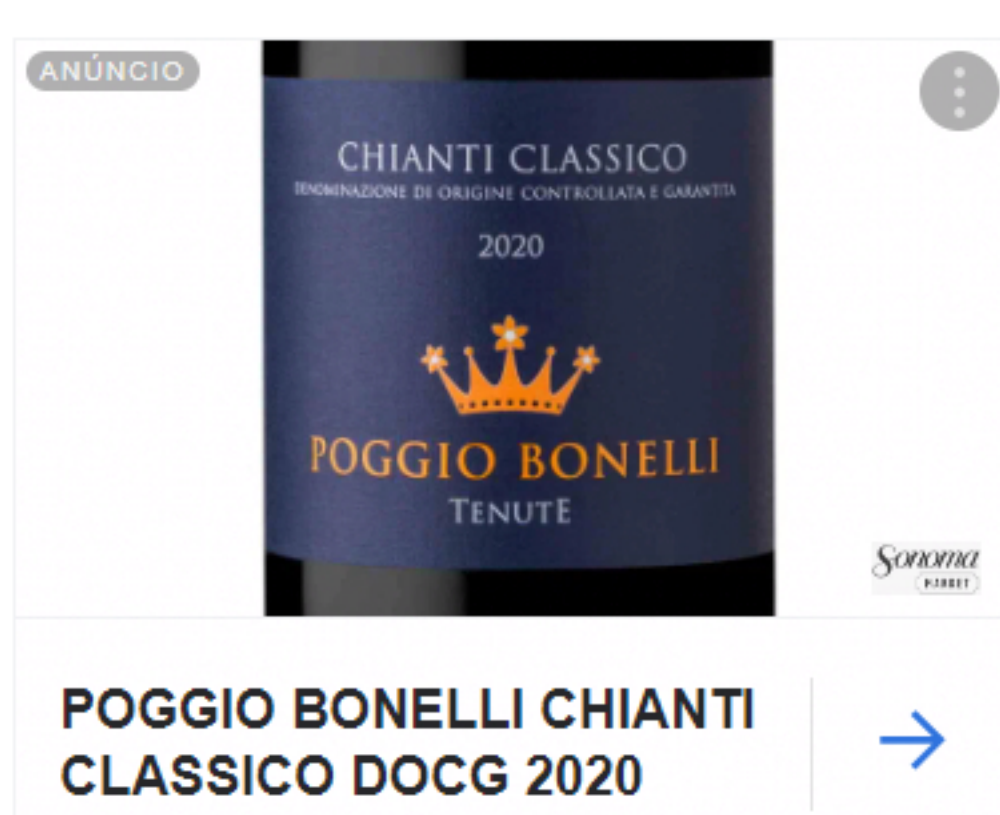 ANÚNCIO
CHIANTI CLASSICO
DENOMINAZIONE DI ORIGINE CONTROLLATA E GARANTITA
2020
POGGIO BONELLI
TENUTE
Sonoma
MARKET
POGGIO BONELLI CHIANTI
CLASSICO DOCG 2020